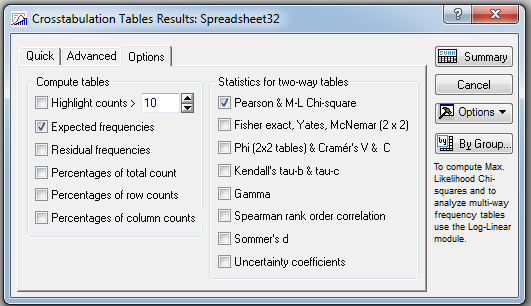 Crosstabulation Tables Results: Spreadsheet32
?
Quick Advanced Options
Compute tables
Highlight counts > 10
Expected frequencies
Residual frequencies
Percentages of total count
Percentages of row counts
Percentages of column counts
Statistics for two-way tables
Pearson & M-L Chi-square
Fisher exact, Yates, McNemar (2 x 2)
Phi (2x2 tables) & Cramér's V & C
Kendall's tau-b & tau-c
Gamma
Spearman rank order correlation
Sommer's d
Uncertainty coefficients
SUMM Summary
Cancel
Options
by By Group...
To compute Max.
Likelihood Chi-
squares and to
analyze multi-way
frequency tables
use the Log-Linear
module.